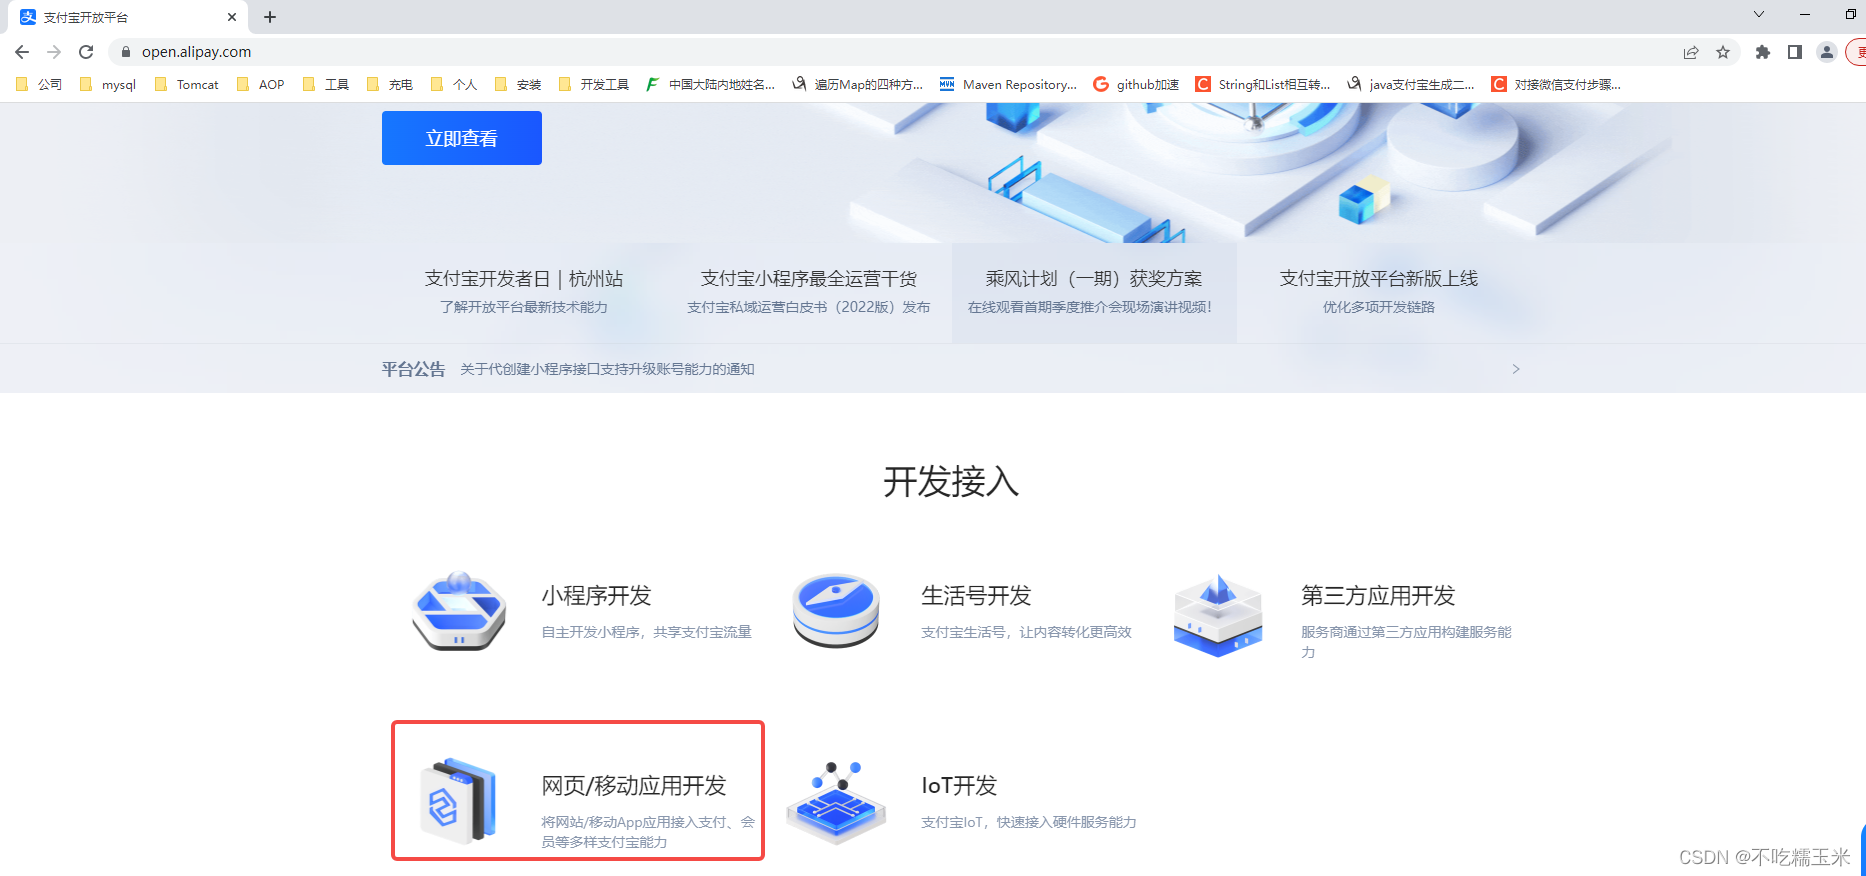 支付宝开放平台
open.alipay.com
公司 mysql Tomcat AOP 工具 充电 个人 安装 开发工具 中国大陆内地姓名... 遍历Map的四种方... Maven Repository... github加速 String和List相互转... java支付宝生成二... 对接微信支付步骤...
立即查看
支付宝开发者日｜杭州站
了解开放平台最新技术能力
支付宝小程序最全运营干货
支付宝私域运营白皮书（2022版）发布
乘风计划（一期）获奖方案
在线观看首期季度推介会现场演讲视频！
支付宝开放平台新版上线
优化多项开发链路
平台公告 关于代创建小程序接口支持升级账号能力的通知
开发接入
小程序开发
自主开发小程序，共享支付宝流量
生活号开发
支付宝生活号，让内容转化更高效
第三方应用开发
服务商通过第三方应用构建服务能
力
网页/移动应用开发
将网站/移动App应用接入支付、会
员等多样支付宝能力
IoT开发
支付宝IoT，快速接入硬件服务能力
CSDN @不吃糯玉米